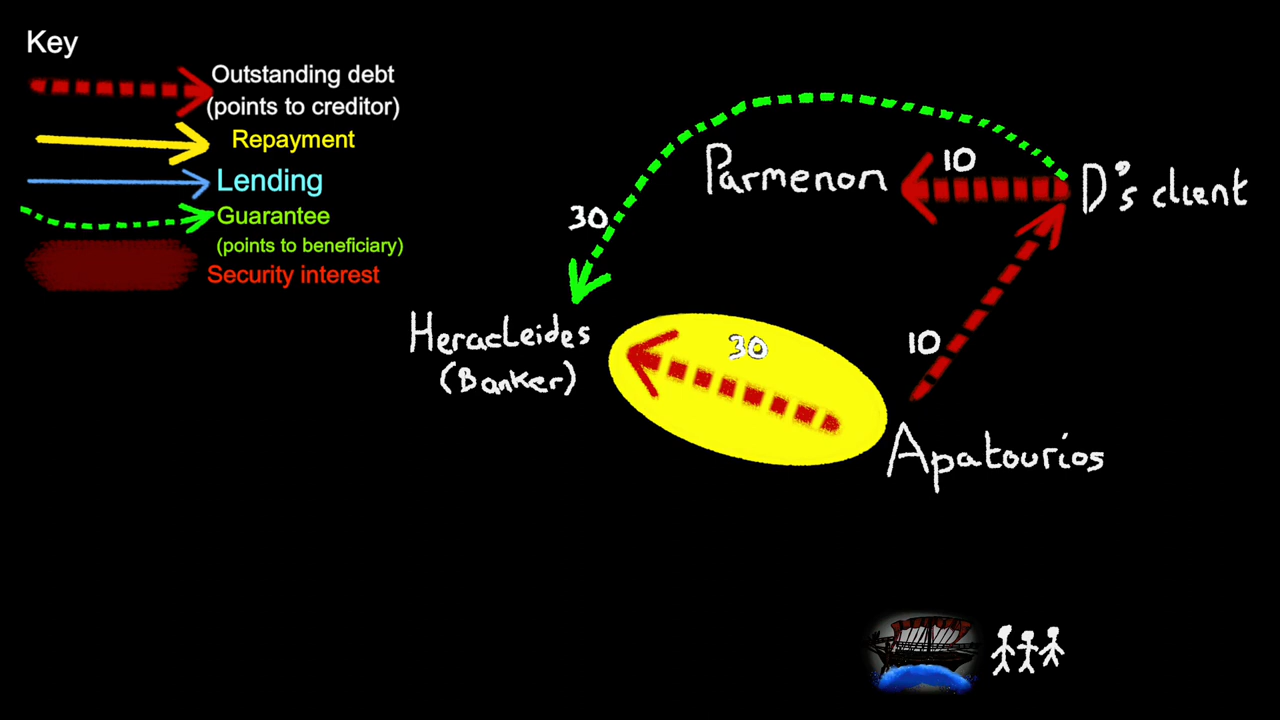 Key
Outstanding debt
(points to creditor)
Repayment
Lending
Guarantee
(points to beneficiary)
Security interest
10
Parmenon
D's client
30
Heracleides
(Banker)
30
10
Apatourios